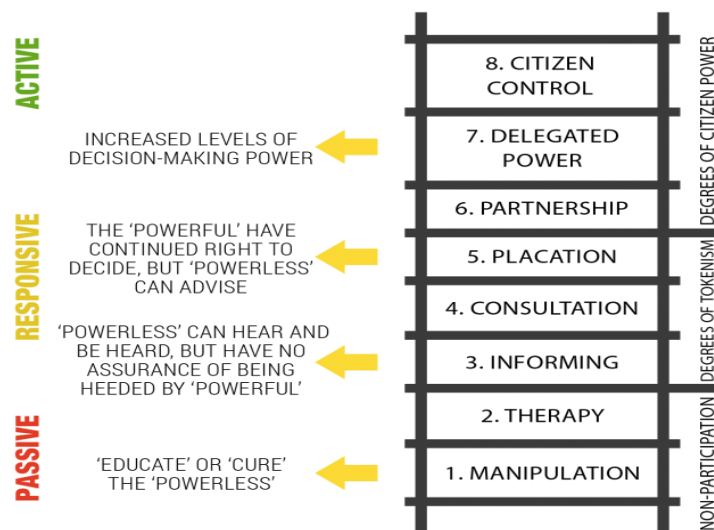 ACTIVE
RESPONSIVE
PASSIVE
INCREASED LEVELS OF
DECISION-MAKING POWER
THE ‘POWERFUL’ HAVE
CONTINUED RIGHT TO
DECIDE, BUT ‘POWERLESS’
CAN ADVISE
‘POWERLESS’ CAN HEAR AND
BE HEARD, BUT HAVE NO
ASSURANCE OF BEING
HEEDED BY ‘POWERFUL’
‘EDUCATE’ OR ‘CURE’
THE ‘POWERLESS’
8. CITIZEN
CONTROL
7. DELEGATED
POWER
6. PARTNERSHIP
5. PLACATION
4. CONSULTATION
3. INFORMING
2. THERAPY
1. MANIPULATION
DEGREES OF CITIZEN POWER
DEGREES OF TOKENISM
NON-PARTICIPATION